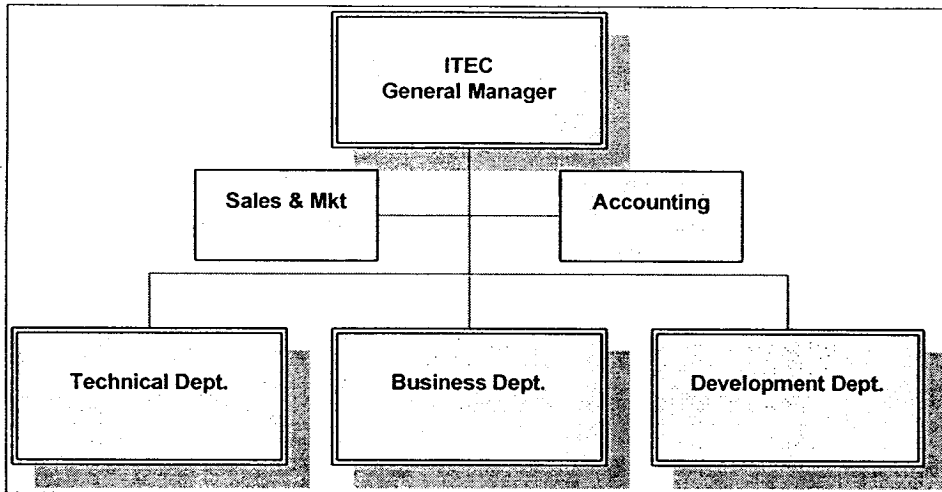 ITEC
General Manager
Sales & Mkt
Accounting
Technical Dept.
Business Dept.
Development Dept.